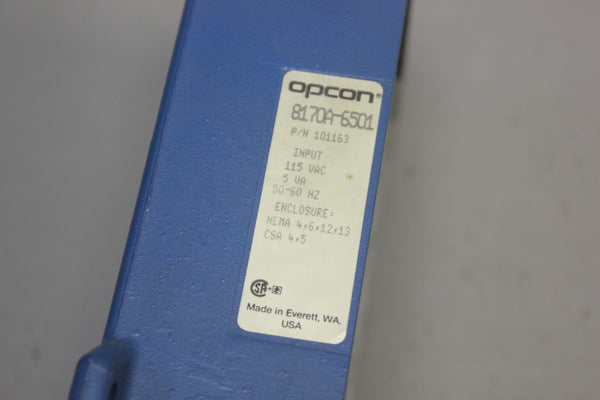 opcon®
8170A-6501
P/N 101163
INPUT
115 VAC
5 VA
50-60 HZ
ENCLOSURE:
NEMA 4,6,12,13
CSA 4,5
CSA
Made in Everett, WA.
USA